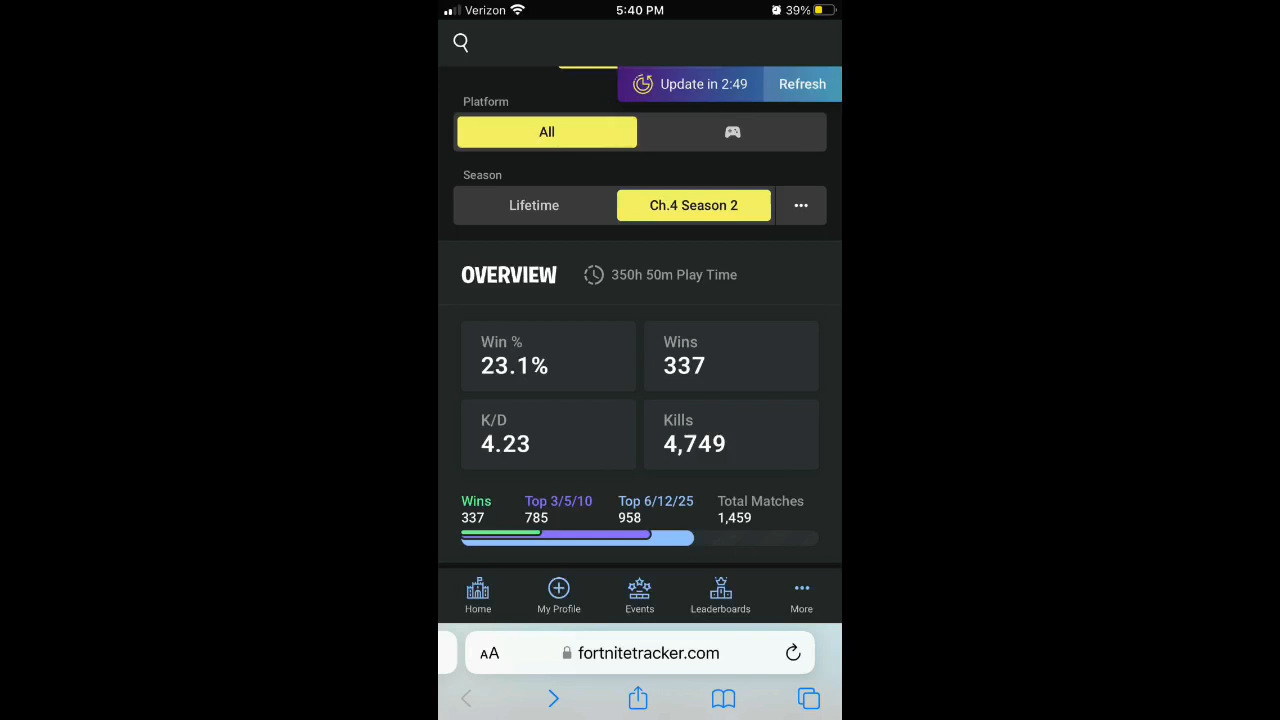 Verizon 5:40 PM 39%
Update in 2:49 Refresh
Platform
All
Season
Lifetime Ch.4 Season 2 •••
OVERVIEW 350h 50m Play Time
Win % Wins
23.1% 337
K/D Kills
4.23 4,749
Wins Top 3/5/10 Top 6/12/25 Total Matches
337 785 958 1,459
Home My Profile Events Leaderboards More
AA fortnitetracker.com